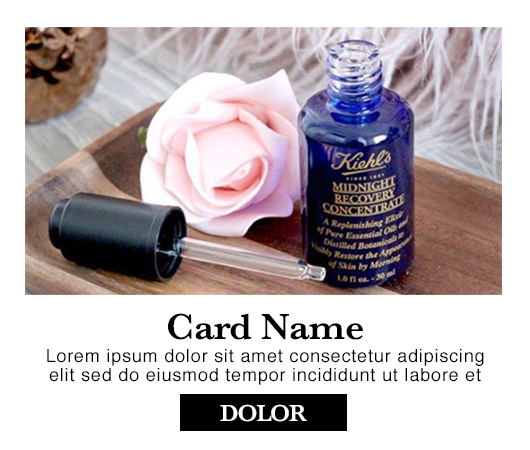 Kiehl's
SINCE 1851
MIDNIGHT
RECOVERY
CONCENTRATE
A Replenishing Elixir
of Pure Essential Oils and
Distilled Botanicals to
Visibly Restore the Appearance
of Skin by Morning
1.0 fl oz. - 30 ml
Card Name
Lorem ipsum dolor sit amet consectetur adipiscing
elit sed do eiusmod tempor incididunt ut labore et
DOLOR